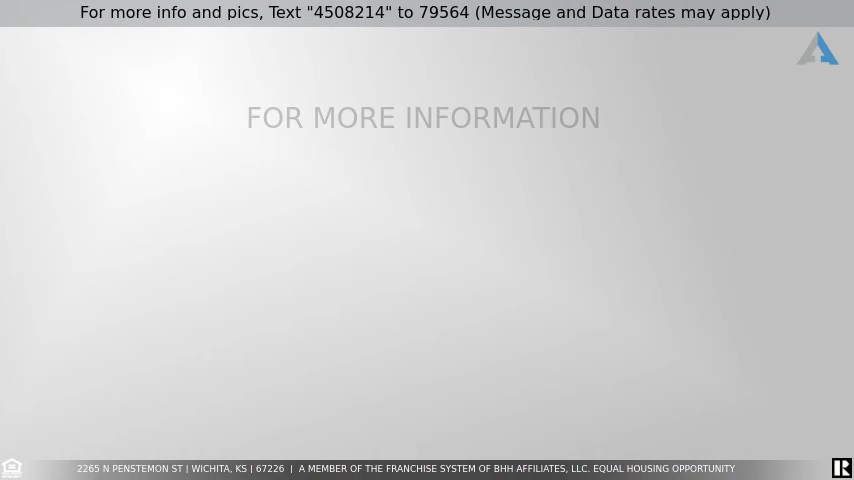 For more info and pics, Text "4508214" to 79564 (Message and Data rates may apply)
FOR MORE INFORMATION
2265 N PENSTEMON ST | WICHITA, KS | 67226 | A MEMBER OF THE FRANCHISE SYSTEM OF BHH AFFILIATES, LLC. EQUAL HOUSING OPPORTUNITY